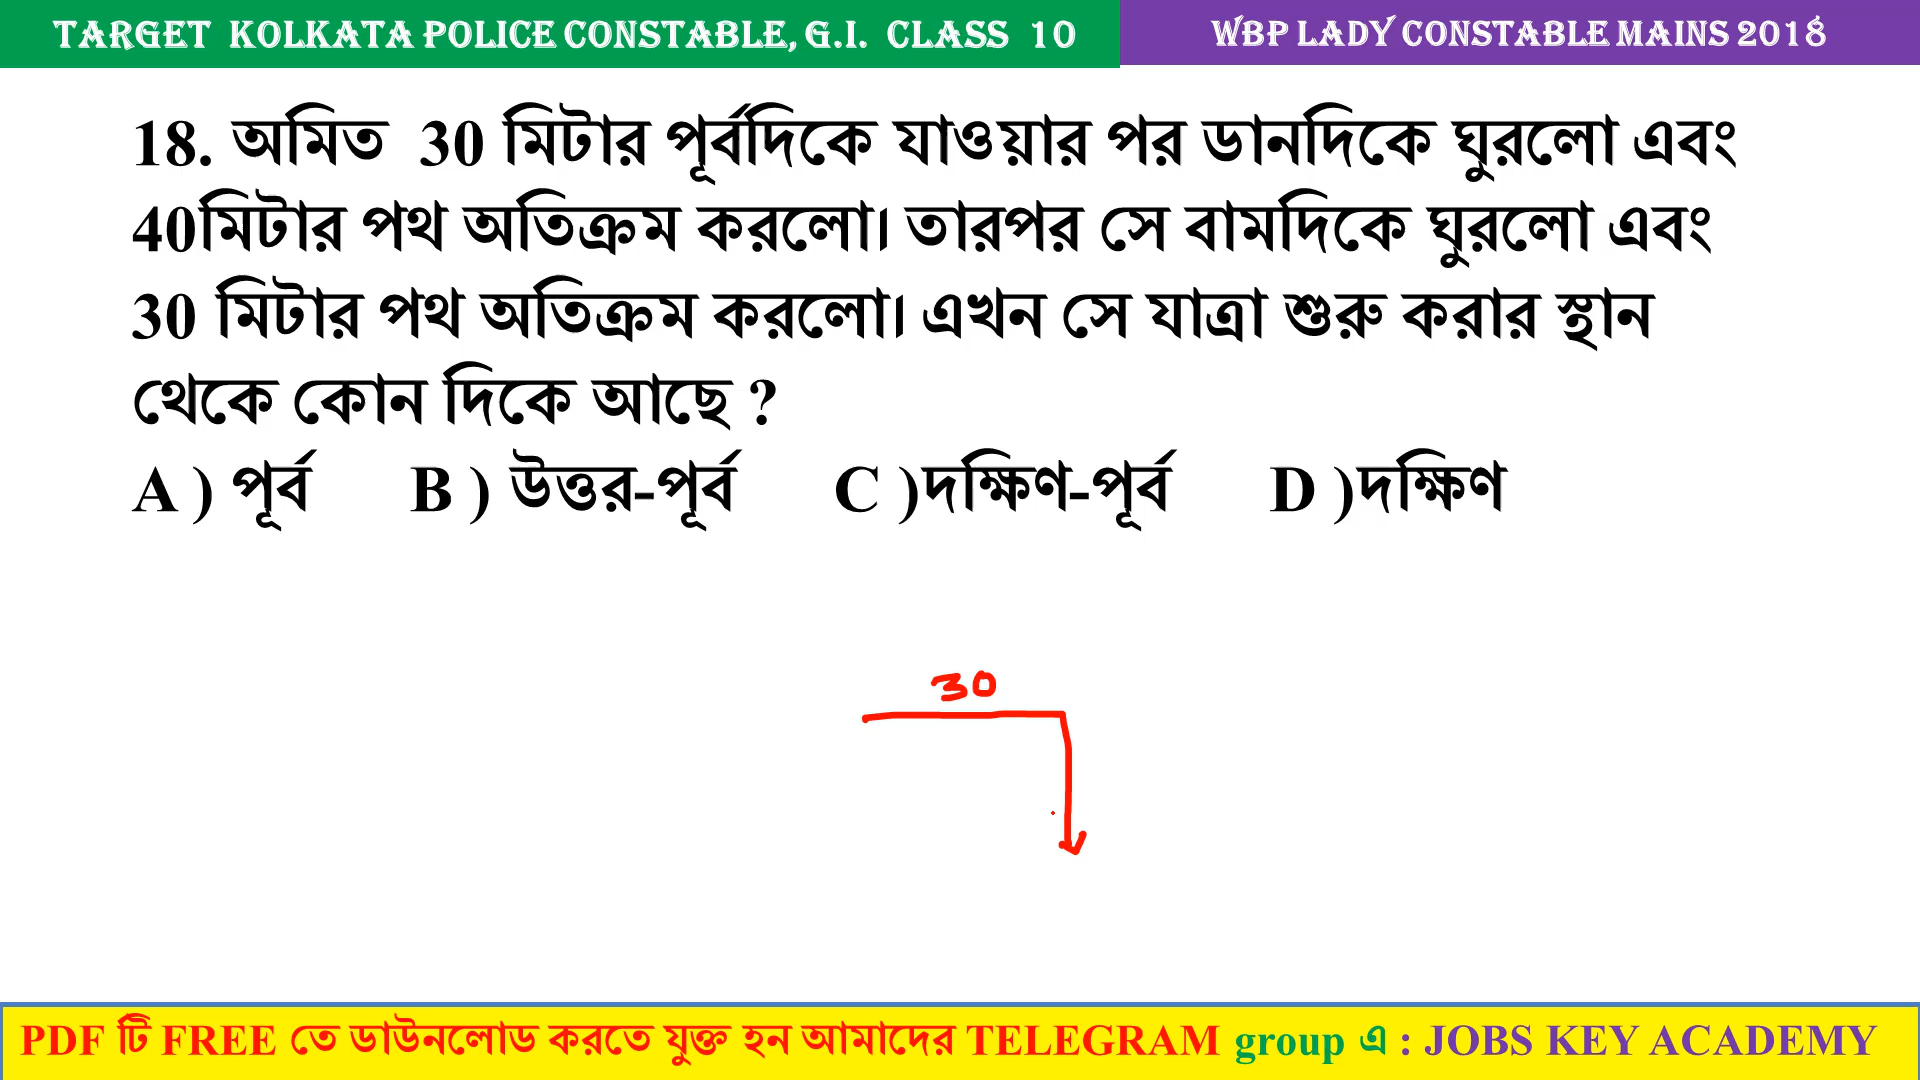 TARGET KOLKATA POLICE CONSTABLE, G.I. CLASS 10
WBP LADY CONSTABLE MAINS 2018
18. অমিত 30 মিটার পূর্বদিকে যাওয়ার পর ডানদিকে ঘুরলো এবং
40মিটার পথ অতিক্রম করলো। তারপর সে বামদিকে ঘুরলো এবং
30 মিটার পথ অতিক্রম করলো। এখন সে যাত্রা শুরু করার স্থান
থেকে কোন দিকে আছে ?
A ) পূর্ব B ) উত্তর-পূর্ব C )দক্ষিণ-পূর্ব D )দক্ষিণ
30
PDF টি FREE তে ডাউনলোড করতে যুক্ত হন আমাদের TELEGRAM group এ : JOBS KEY ACADEMY